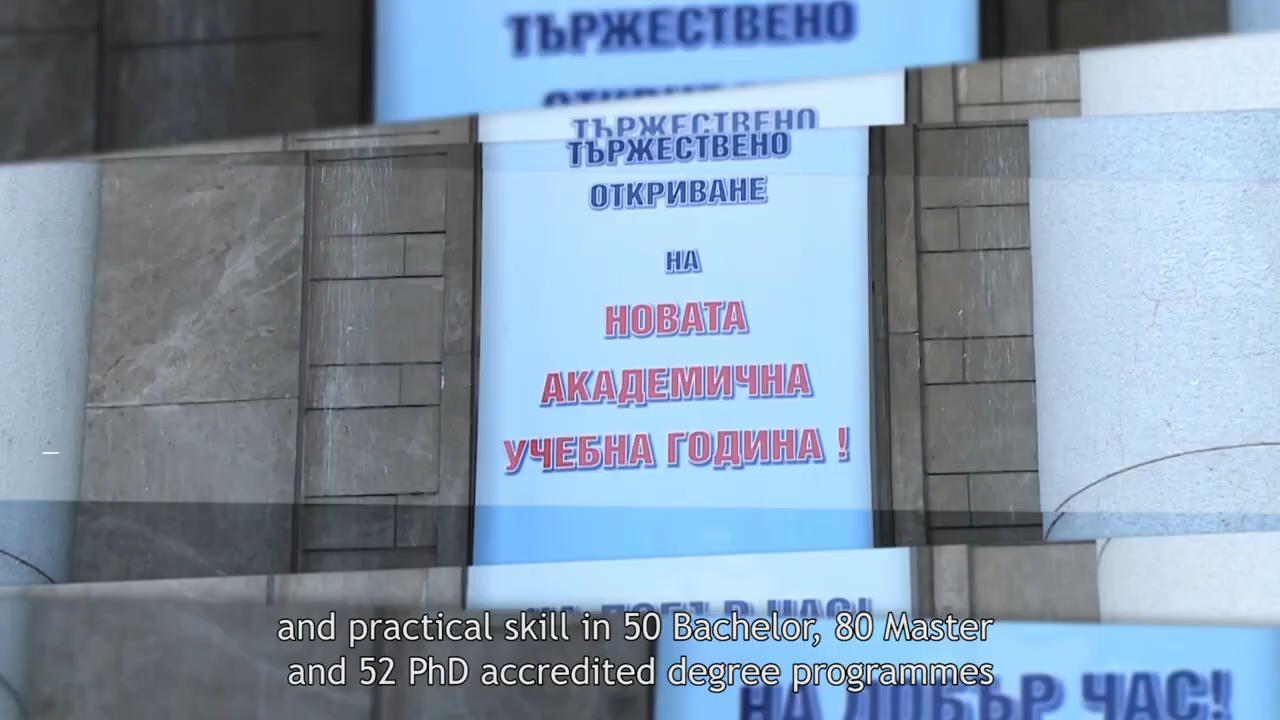 ТЪРЖЕСТВЕНО
ТЪРЖЕСТВЕНО
ТЪРЖЕСТВЕНО
ОТКРИВАНЕ
НА
НОВАТА
АКАДЕМИЧНА
УЧЕБНА ГОДИНА !
and practical skill in 50 Bachelor, 80 Master
and 52 PhD accredited degree programmes
НА ДОБЪР ЧАС!